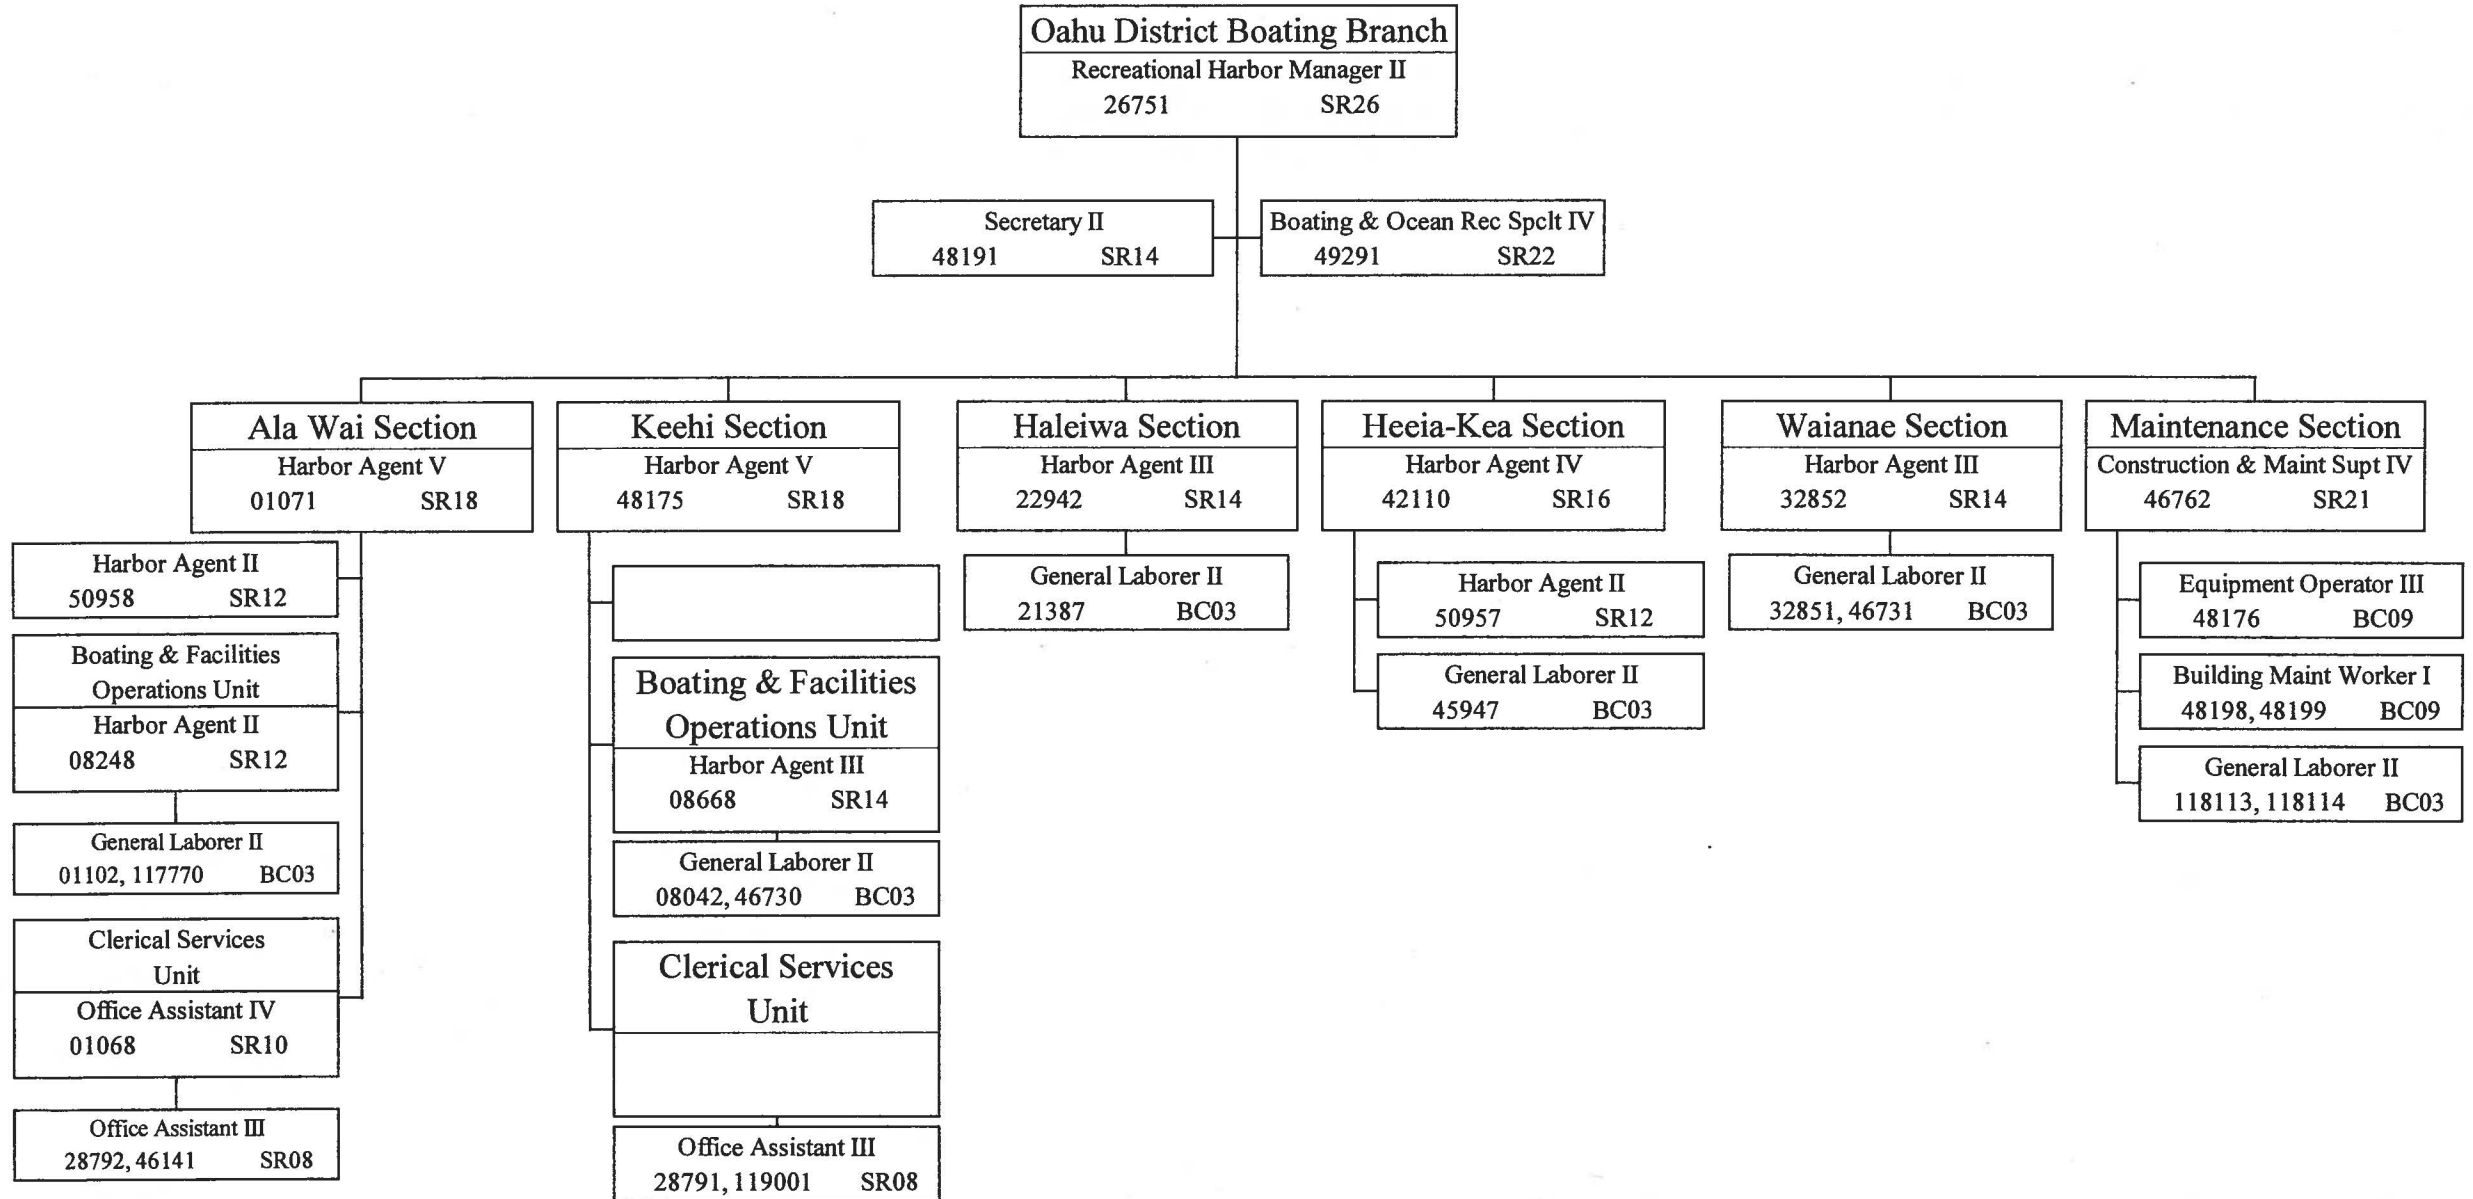 Oahu District Boating Branch
Recreational Harbor Manager II
26751 SR26
Secretary II
48191 SR14
Boating & Ocean Rec Spclt IV
49291 SR22
Ala Wai Section
Harbor Agent V
01071 SR18
Harbor Agent II
50958 SR12
Boating & Facilities
Operations Unit
Harbor Agent II
08248 SR12
General Laborer II
01102, 117770 BC03
Clerical Services
Unit
Office Assistant IV
01068 SR10
Office Assistant III
28792, 46141 SR08
Keehi Section
Harbor Agent V
48175 SR18
Boating & Facilities
Operations Unit
Harbor Agent III
08668 SR14
General Laborer II
08042, 46730 BC03
Clerical Services
Unit
Office Assistant III
28791, 119001 SR08
Haleiwa Section
Harbor Agent III
22942 SR14
General Laborer II
21387 BC03
Heeia-Kea Section
Harbor Agent IV
42110 SR16
Harbor Agent II
50957 SR12
General Laborer II
45947 BC03
Waianae Section
Harbor Agent III
32852 SR14
General Laborer II
32851, 46731 BC03
Maintenance Section
Construction & Maint Supt IV
46762 SR21
Equipment Operator III
48176 BC09
Building Maint Worker I
48198, 48199 BC09
General Laborer II
118113, 118114 BC03